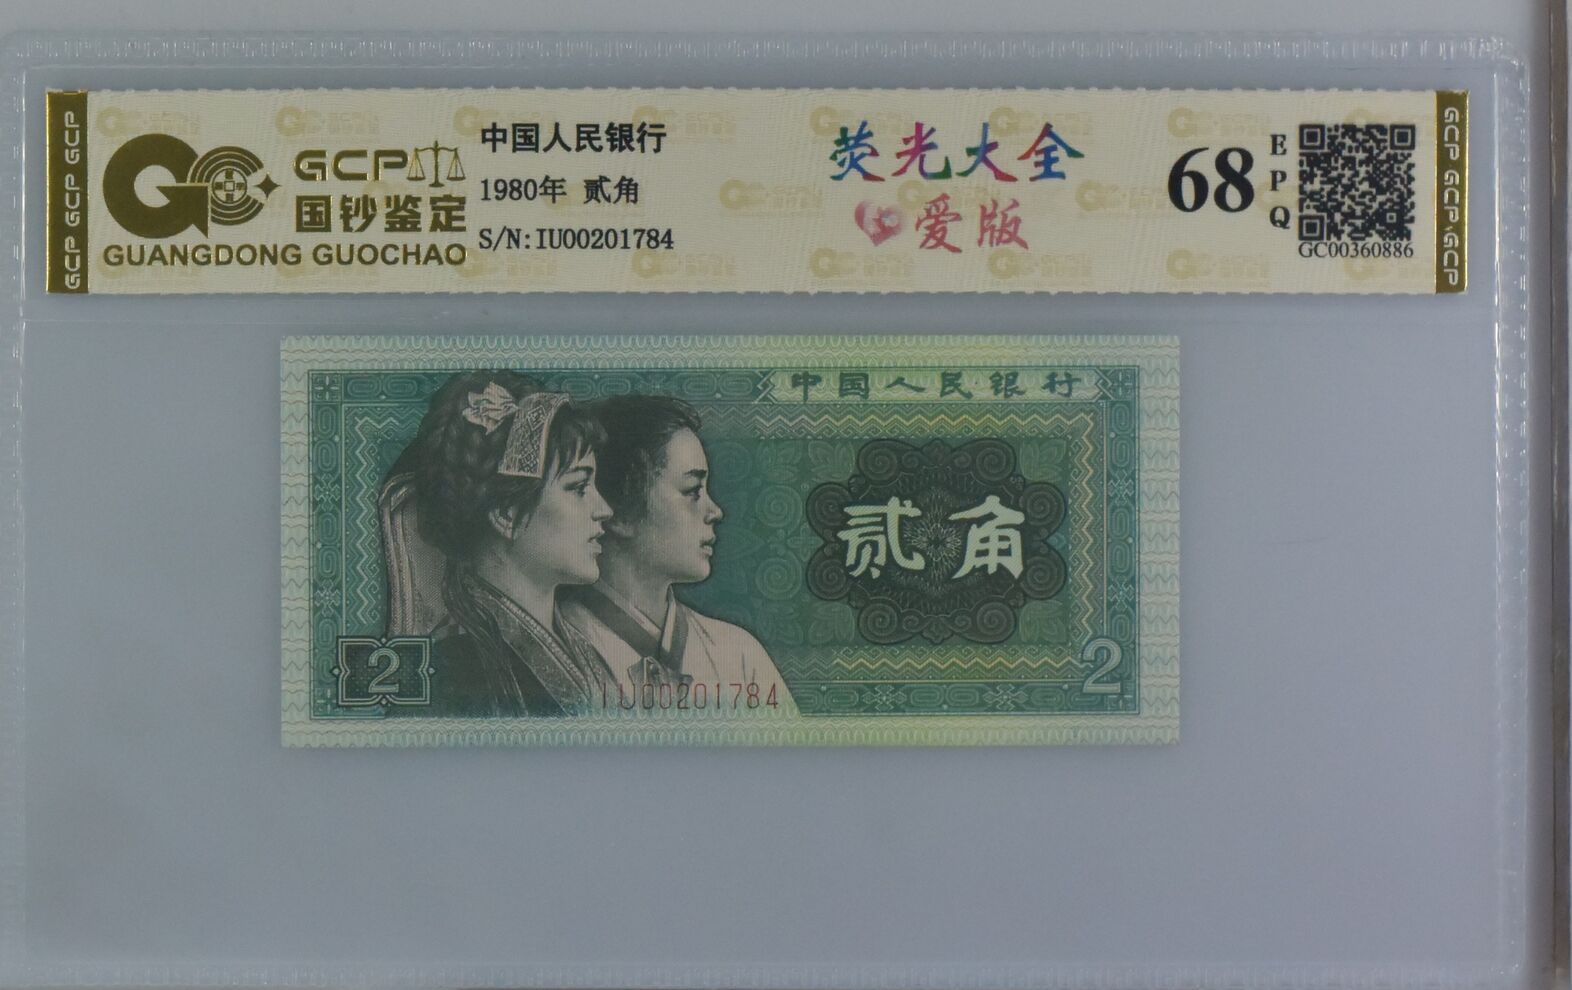 GCP GCP GCP
GCP
国钞鉴定
GUANGDONG GUOCHAO
中国人民银行
1980年 贰角
S/N:IU00201784
荧光大全
爱版
68
EPQ
GC00360886
GCP GCP GCP
中国人民银行
贰角
2
2
IU00201784